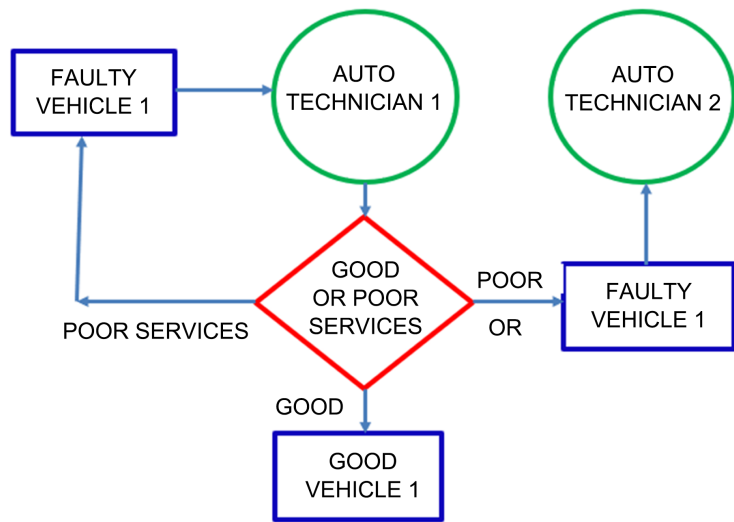 FAULTY
VEHICLE 1
AUTO
TECHNICIAN 1
AUTO
TECHNICIAN 2
GOOD
OR POOR
SERVICES
POOR
OR
FAULTY
VEHICLE 1
POOR SERVICES
GOOD
GOOD
VEHICLE 1